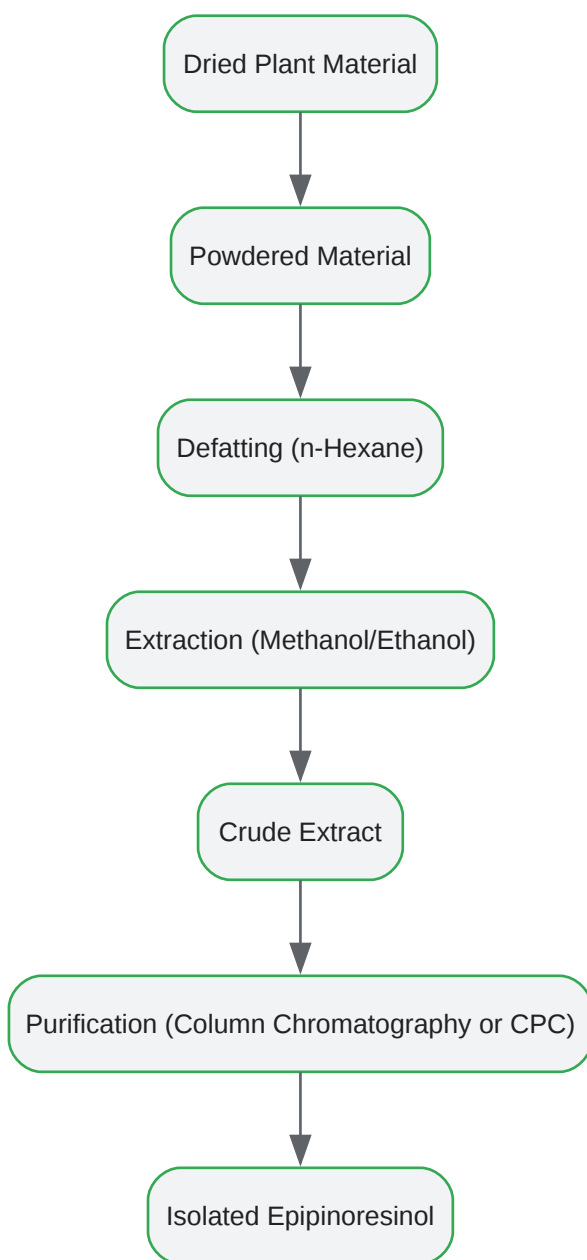 Dried Plant Material
Powdered Material
Defatting (n-Hexane)
Extraction (Methanol/Ethanol)
Crude Extract
Purification (Column Chromatography or CPC)
Isolated Epipinoresinol